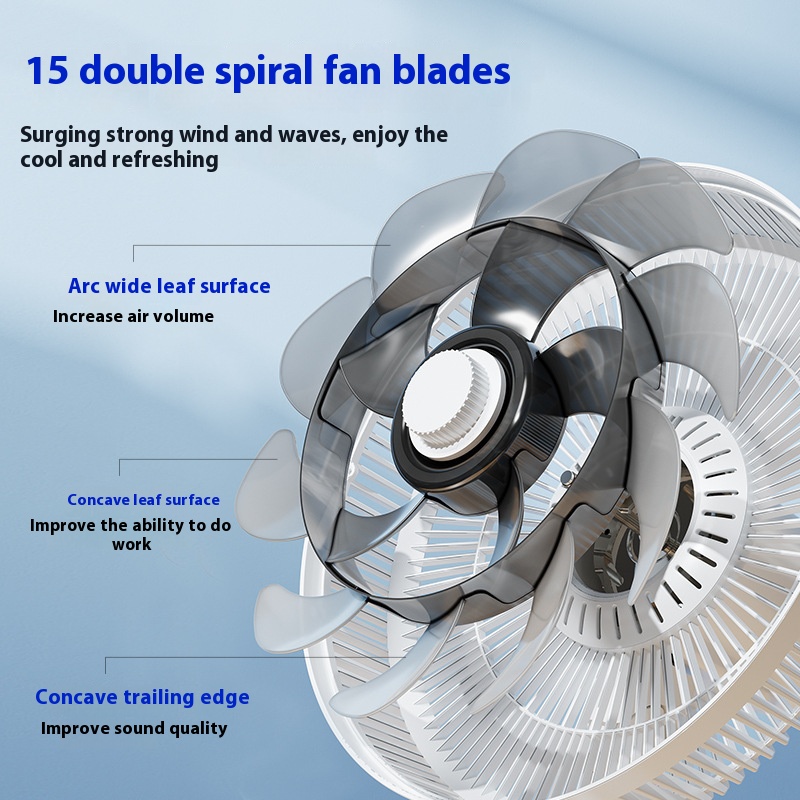 15 double spiral fan blades
Surging strong wind and waves, enjoy the
cool and refreshing
Arc wide leaf surface
Increase air volume
Concave leaf surface
Improve the ability to do
work
Concave trailing edge
Improve sound quality